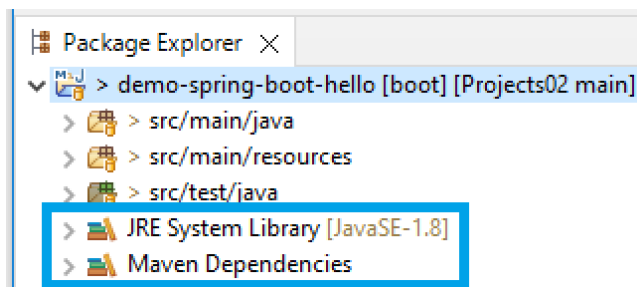 Package Explorer
> demo-spring-boot-hello [boot] [Projects02 main]
> src/main/java
> src/main/resources
> src/test/java
JRE System Library [JavaSE-1.8]
Maven Dependencies